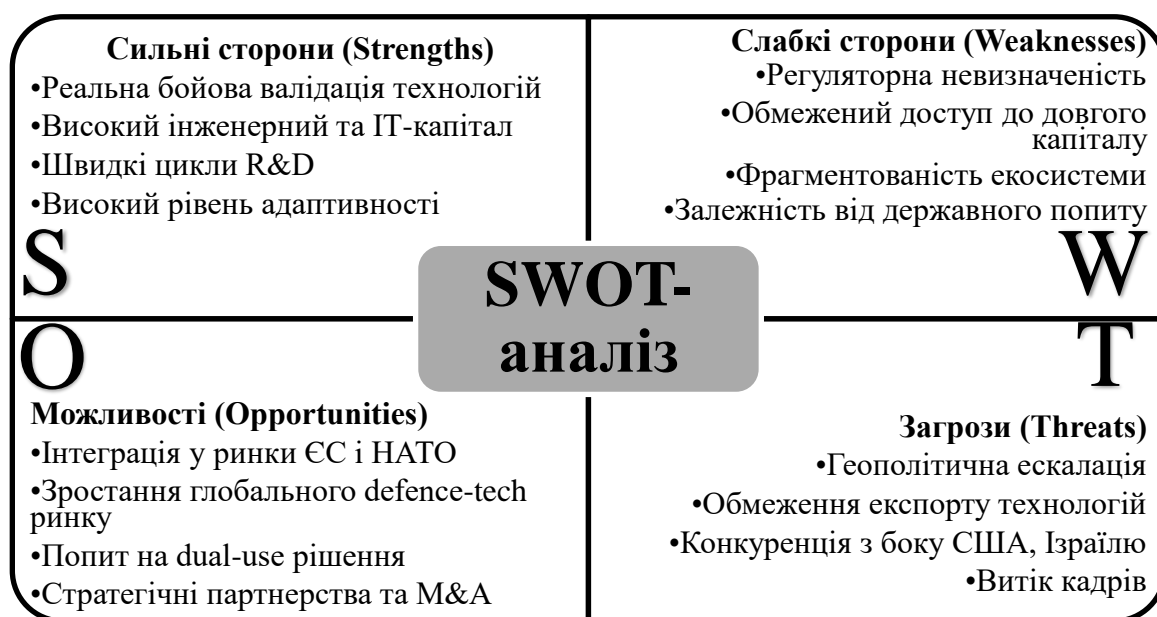 Сильні сторони (Strengths)
•Реальна бойова валідація технологій
•Високий інженерний та ІТ-капітал
•Швидкі цикли R&D
•Високий рівень адаптивності
S
Слабкі сторони (Weaknesses)
•Регуляторна невизначеність
•Обмежений доступ до довгого
капіталу
•Фрагментованість екосистеми
•Залежність від державного попиту
W
SWOT-
аналіз
O
Можливості (Opportunities)
•Інтеграція у ринки ЄС і НАТО
•Зростання глобального defence-tech
ринку
•Попит на dual-use рішення
•Стратегічні партнерства та M&A
T
Загрози (Threats)
•Геополітична ескалація
•Обмеження експорту технологій
•Конкуренція з боку США, Ізраїлю
•Витік кадрів